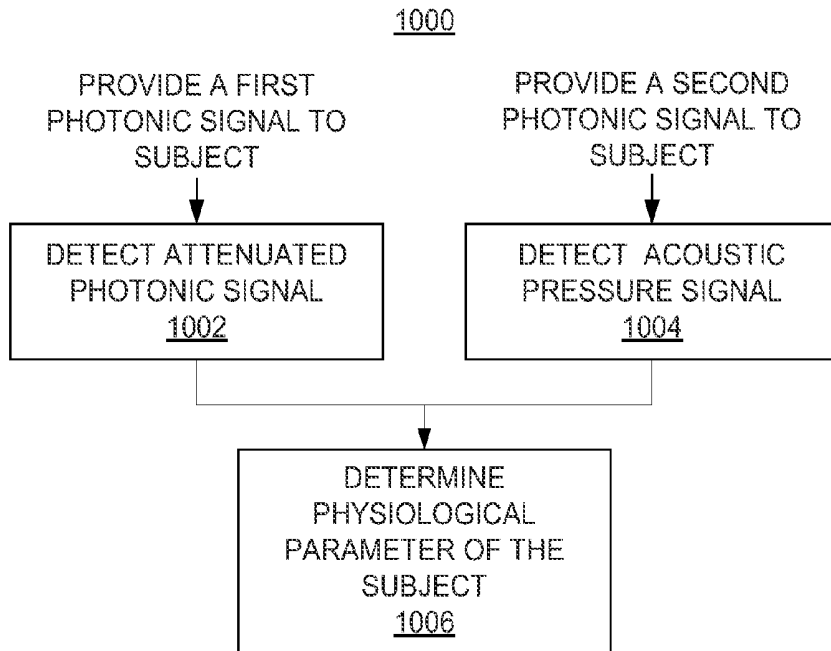 1000
PROVIDE A FIRST
PHOTONIC SIGNAL TO
SUBJECT
PROVIDE A SECOND
PHOTONIC SIGNAL TO
SUBJECT
DETECT ATTENUATED
PHOTONIC SIGNAL
1002
DETECT ACOUSTIC
PRESSURE SIGNAL
1004
DETERMINE
PHYSIOLOGICAL
PARAMETER OF THE
SUBJECT
1006